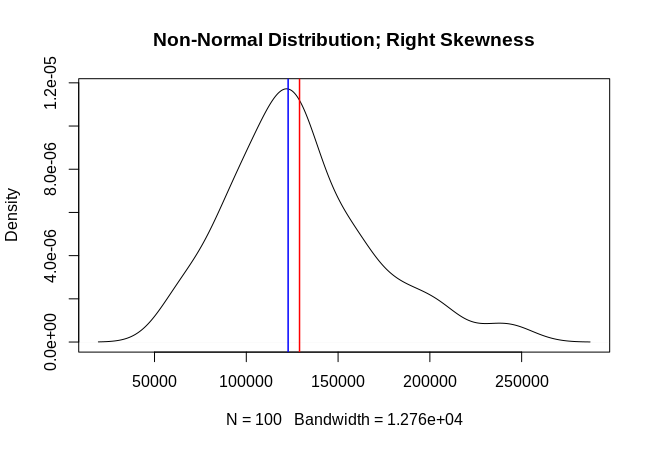 Non-Normal Distribution; Right Skewness
Density
1.2e-05
8.0e-06
4.0e-06
0.0e+00
50000 100000 150000 200000 250000
N = 100 Bandwidth = 1.276e+04